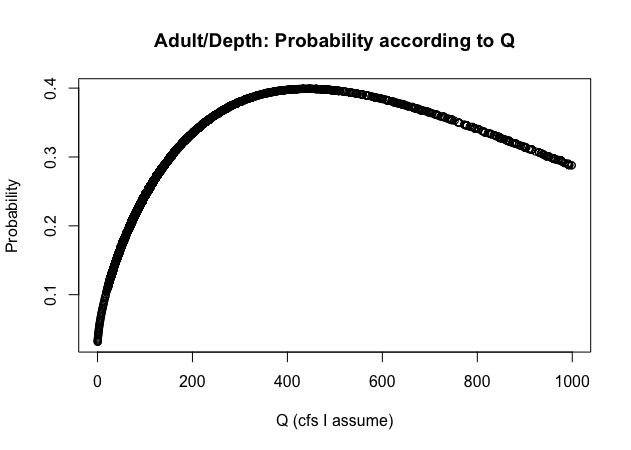 Adult/Depth: Probability according to Q
Probability
0.4
0.3
0.2
0.1
0 200 400 600 800 1000
Q (cfs I assume)